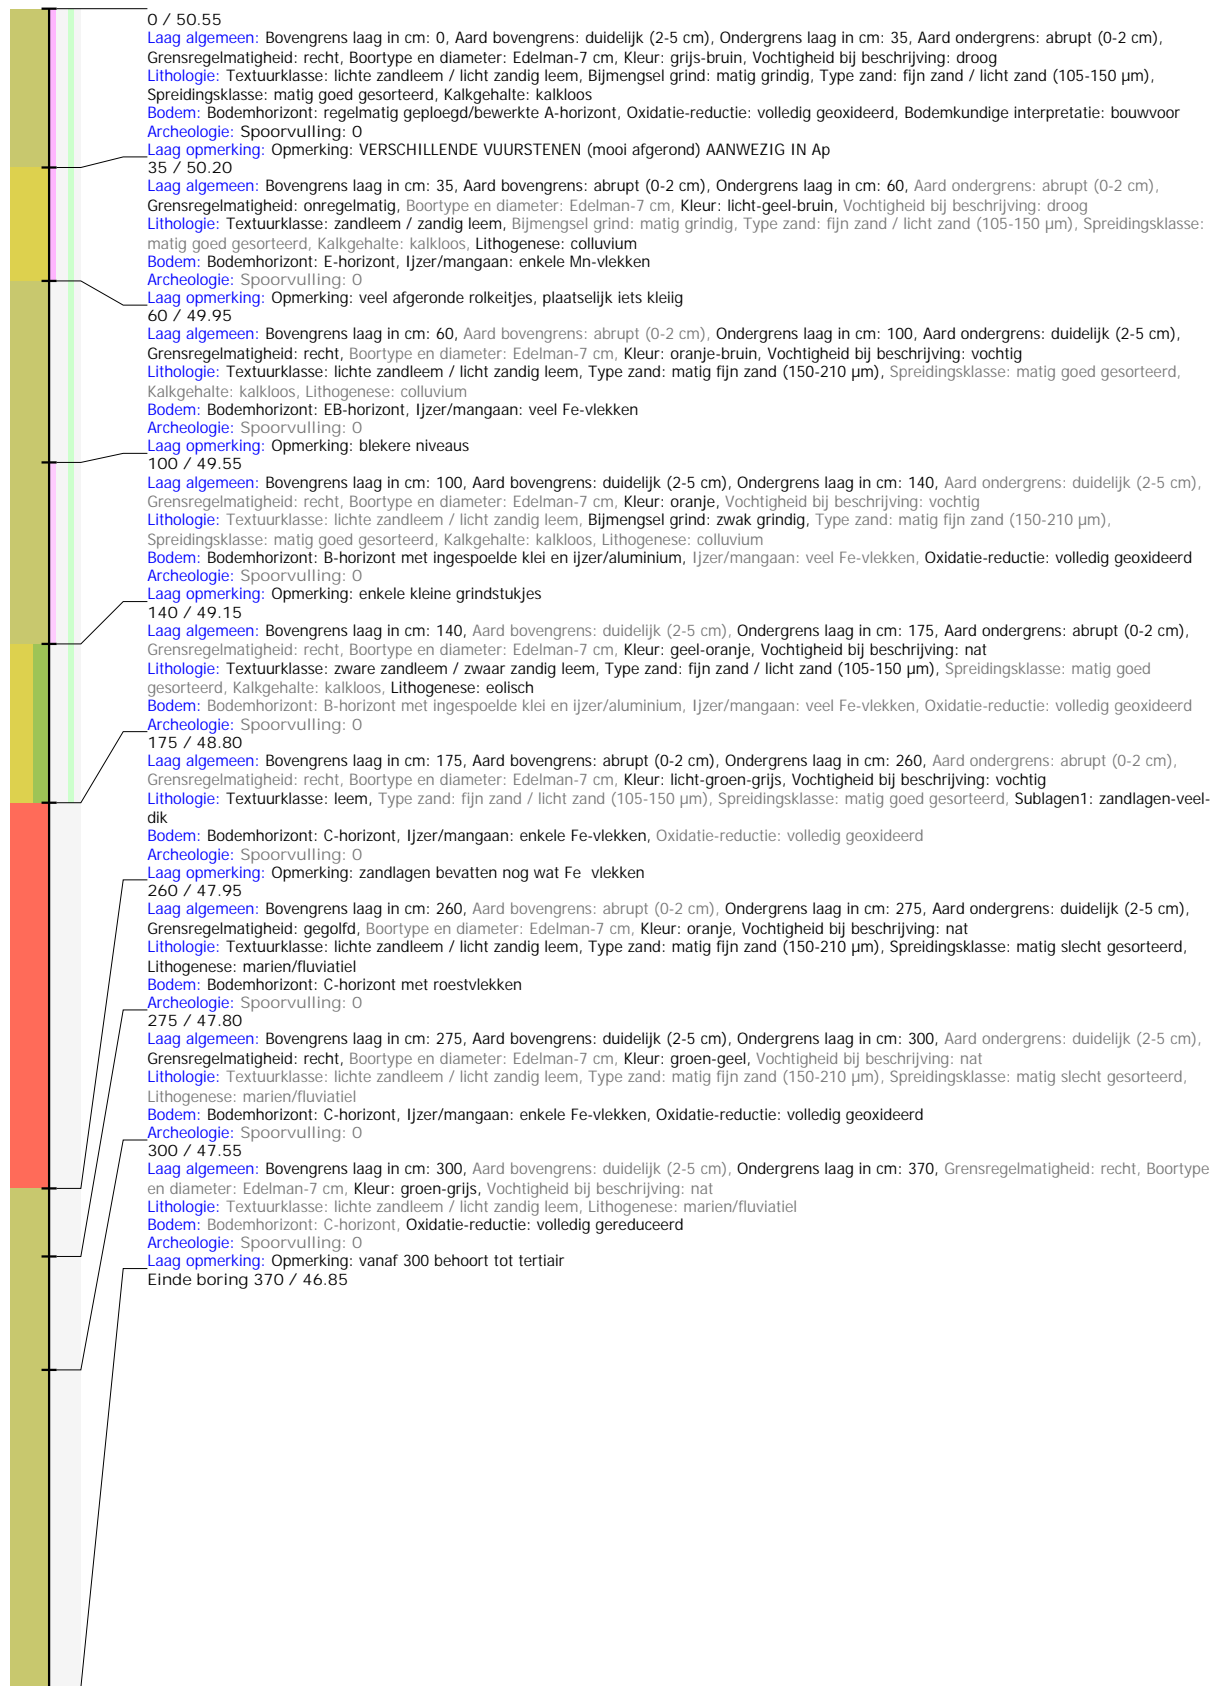 0 / 50.55
Laag algemeen: Bovengrens laag in cm: 0, Aard bovengrens: duidelijk (2-5 cm), Ondergrens laag in cm: 35, Aard ondergrens: abrupt (0-2 cm),
Grensregelmatigheid: recht, Boortype en diameter: Edelman-7 cm, Kleur: grijs-bruin, Vochtigheid bij beschrijving: droog
Lithologie: Textuurklasse: lichte zandleem / licht zandig leem, Bijmengsel grind: matig grindig, Type zand: fijn zand / licht zand (105-150 µm),
Spreidingsklasse: matig goed gesorteerd, Kalkgehalte: kalkloos
Bodem: Bodemhorizont: regelmatig geploegd/bewerkte A-horizont, Oxidatie-reductie: volledig geoxideerd, Bodemkundige interpretatie: bouwvoor
Archeologie: Spoorvulling: 0
Laag opmerking: Opmerking: VERSCHILLENDE VUURSTENEN (mooi afgerond) AANWEZIG IN Ap
35 / 50.20
Laag algemeen: Bovengrens laag in cm: 35, Aard bovengrens: abrupt (0-2 cm), Ondergrens laag in cm: 60, Aard ondergrens: abrupt (0-2 cm),
Grensregelmatigheid: onregelmatig, Boortype en diameter: Edelman-7 cm, Kleur: licht-geel-bruin, Vochtigheid bij beschrijving: droog
Lithologie: Textuurklasse: zandleem / zandig leem, Bijmengsel grind: matig grindig, Type zand: fijn zand / licht zand (105-150 µm), Spreidingsklasse:
matig goed gesorteerd, Kalkgehalte: kalkloos, Lithogenese: colluvium
Bodem: Bodemhorizont: E-horizont, Ijzer/mangaan: enkele Mn-vlekken
Archeologie: Spoorvulling: 0
Laag opmerking: Opmerking: veel afgeronde rolkeitjes, plaatselijk iets kleiig
60 / 49.95
Laag algemeen: Bovengrens laag in cm: 60, Aard bovengrens: abrupt (0-2 cm), Ondergrens laag in cm: 100, Aard ondergrens: duidelijk (2-5 cm),
Grensregelmatigheid: recht, Boortype en diameter: Edelman-7 cm, Kleur: oranje-bruin, Vochtigheid bij beschrijving: vochtig
Lithologie: Textuurklasse: lichte zandleem / licht zandig leem, Type zand: matig fijn zand (150-210 µm), Spreidingsklasse: matig goed gesorteerd,
Kalkgehalte: kalkloos, Lithogenese: colluvium
Bodem: Bodemhorizont: EB-horizont, Ijzer/mangaan: veel Fe-vlekken
Archeologie: Spoorvulling: 0
Laag opmerking: Opmerking: blekere niveaus
100 / 49.55
Laag algemeen: Bovengrens laag in cm: 100, Aard bovengrens: duidelijk (2-5 cm), Ondergrens laag in cm: 140, Aard ondergrens: duidelijk (2-5 cm),
Grensregelmatigheid: recht, Boortype en diameter: Edelman-7 cm, Kleur: oranje, Vochtigheid bij beschrijving: vochtig
Lithologie: Textuurklasse: lichte zandleem / licht zandig leem, Bijmengsel grind: zwak grindig, Type zand: matig fijn zand (150-210 µm),
Spreidingsklasse: matig goed gesorteerd, Kalkgehalte: kalkloos, Lithogenese: colluvium
Bodem: Bodemhorizont: B-horizont met ingespoelde klei en ijzer/aluminium, Ijzer/mangaan: veel Fe-vlekken, Oxidatie-reductie: volledig geoxideerd
Archeologie: Spoorvulling: 0
Laag opmerking: Opmerking: enkele kleine grindstukjes
140 / 49.15
Laag algemeen: Bovengrens laag in cm: 140, Aard bovengrens: duidelijk (2-5 cm), Ondergrens laag in cm: 175, Aard ondergrens: abrupt (0-2 cm),
Grensregelmatigheid: recht, Boortype en diameter: Edelman-7 cm, Kleur: geel-oranje, Vochtigheid bij beschrijving: nat
Lithologie: Textuurklasse: zware zandleem / zwaar zandig leem, Type zand: fijn zand / licht zand (105-150 µm), Spreidingsklasse: matig goed
gesorteerd, Kalkgehalte: kalkloos, Lithogenese: eolisch
Bodem: Bodemhorizont: B-horizont met ingespoelde klei en ijzer/aluminium, Ijzer/mangaan: veel Fe-vlekken, Oxidatie-reductie: volledig geoxideerd
Archeologie: Spoorvulling: 0
175 / 48.80
Laag algemeen: Bovengrens laag in cm: 175, Aard bovengrens: abrupt (0-2 cm), Ondergrens laag in cm: 260, Aard ondergrens: abrupt (0-2 cm),
Grensregelmatigheid: recht, Boortype en diameter: Edelman-7 cm, Kleur: licht-groen-grijs, Vochtigheid bij beschrijving: vochtig
Lithologie: Textuurklasse: leem, Type zand: fijn zand / licht zand (105-150 µm), Spreidingsklasse: matig goed gesorteerd, Sublagen1: zandlagen-veel-
dik
Bodem: Bodemhorizont: C-horizont, Ijzer/mangaan: enkele Fe-vlekken, Oxidatie-reductie: volledig geoxideerd
Archeologie: Spoorvulling: 0
Laag opmerking: Opmerking: zandlagen bevatten nog wat Fe  vlekken
260 / 47.95
Laag algemeen: Bovengrens laag in cm: 260, Aard bovengrens: abrupt (0-2 cm), Ondergrens laag in cm: 275, Aard ondergrens: duidelijk (2-5 cm),
Grensregelmatigheid: gegolfd, Boortype en diameter: Edelman-7 cm, Kleur: oranje, Vochtigheid bij beschrijving: nat
Lithologie: Textuurklasse: lichte zandleem / licht zandig leem, Type zand: matig fijn zand (150-210 µm), Spreidingsklasse: matig slecht gesorteerd,
Lithogenese: marien/fluviatiel
Bodem: Bodemhorizont: C-horizont met roestvlekken
Archeologie: Spoorvulling: 0
275 / 47.80
Laag algemeen: Bovengrens laag in cm: 275, Aard bovengrens: duidelijk (2-5 cm), Ondergrens laag in cm: 300, Aard ondergrens: duidelijk (2-5 cm),
Grensregelmatigheid: recht, Boortype en diameter: Edelman-7 cm, Kleur: groen-geel, Vochtigheid bij beschrijving: nat
Lithologie: Textuurklasse: lichte zandleem / licht zandig leem, Type zand: matig fijn zand (150-210 µm), Spreidingsklasse: matig slecht gesorteerd,
Lithogenese: marien/fluviatiel
Bodem: Bodemhorizont: C-horizont, Ijzer/mangaan: enkele Fe-vlekken, Oxidatie-reductie: volledig geoxideerd
Archeologie: Spoorvulling: 0
300 / 47.55
Laag algemeen: Bovengrens laag in cm: 300, Aard bovengrens: duidelijk (2-5 cm), Ondergrens laag in cm: 370, Grensregelmatigheid: recht, Boortype
en diameter: Edelman-7 cm, Kleur: groen-grijs, Vochtigheid bij beschrijving: nat
Lithologie: Textuurklasse: lichte zandleem / licht zandig leem, Lithogenese: marien/fluviatiel
Bodem: Bodemhorizont: C-horizont, Oxidatie-reductie: volledig gereduceerd
Archeologie: Spoorvulling: 0
Laag opmerking: Opmerking: vanaf 300 behoort tot tertiair
Einde boring 370 / 46.85